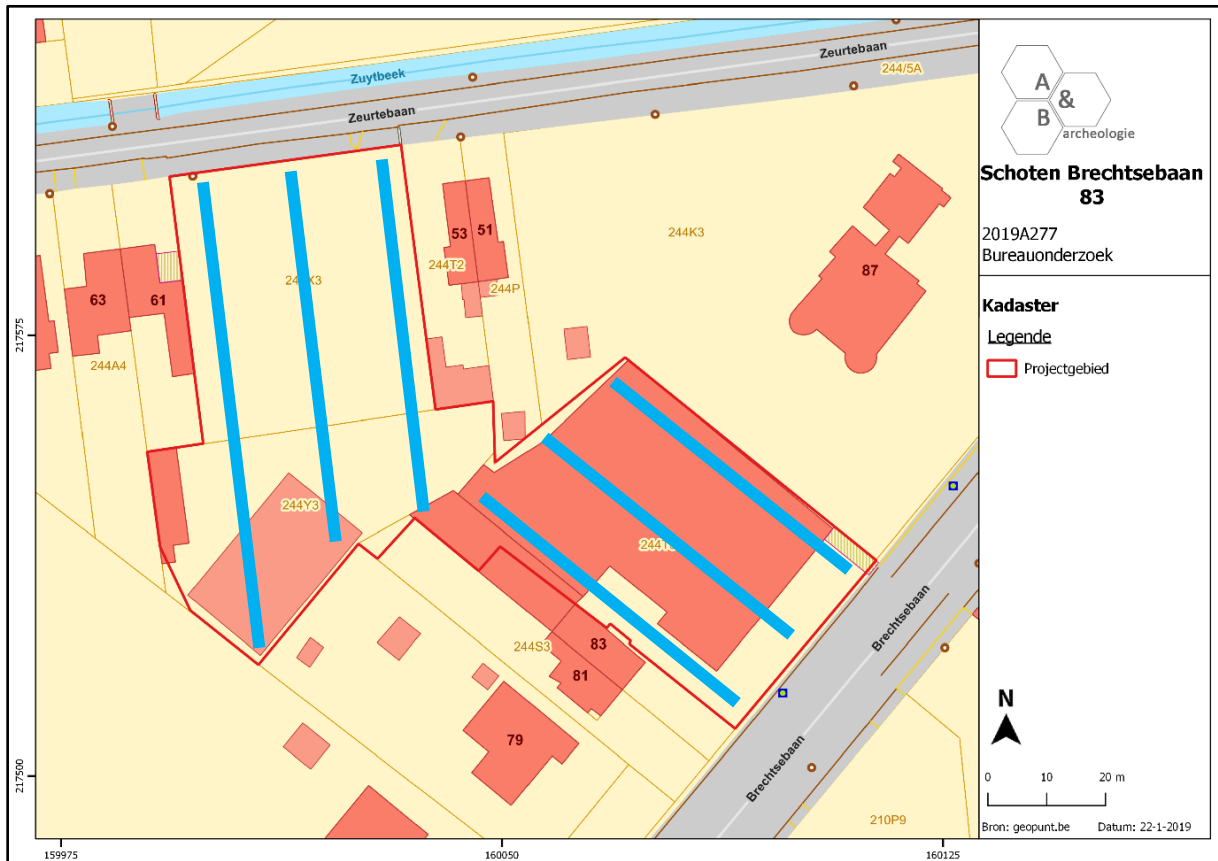 Zuytbeek
Zeurtebaan
244/5A
Zeurtebaan
53
51
244K3
244T2
244P
87
63
61
244A4
244Y3
83
244S3
81
79
Brechtsebaan
Brechtsebaan
210P9
217575
217500
159975
160050
160125
A
&
B
archeologie
Schoten Brechtsebaan
83
2019A277
Bureauonderzoek
Kadaster
Legende
Projectgebied
N
0 10 20 m
Bron: geopunt.be Datum: 22-1-2019